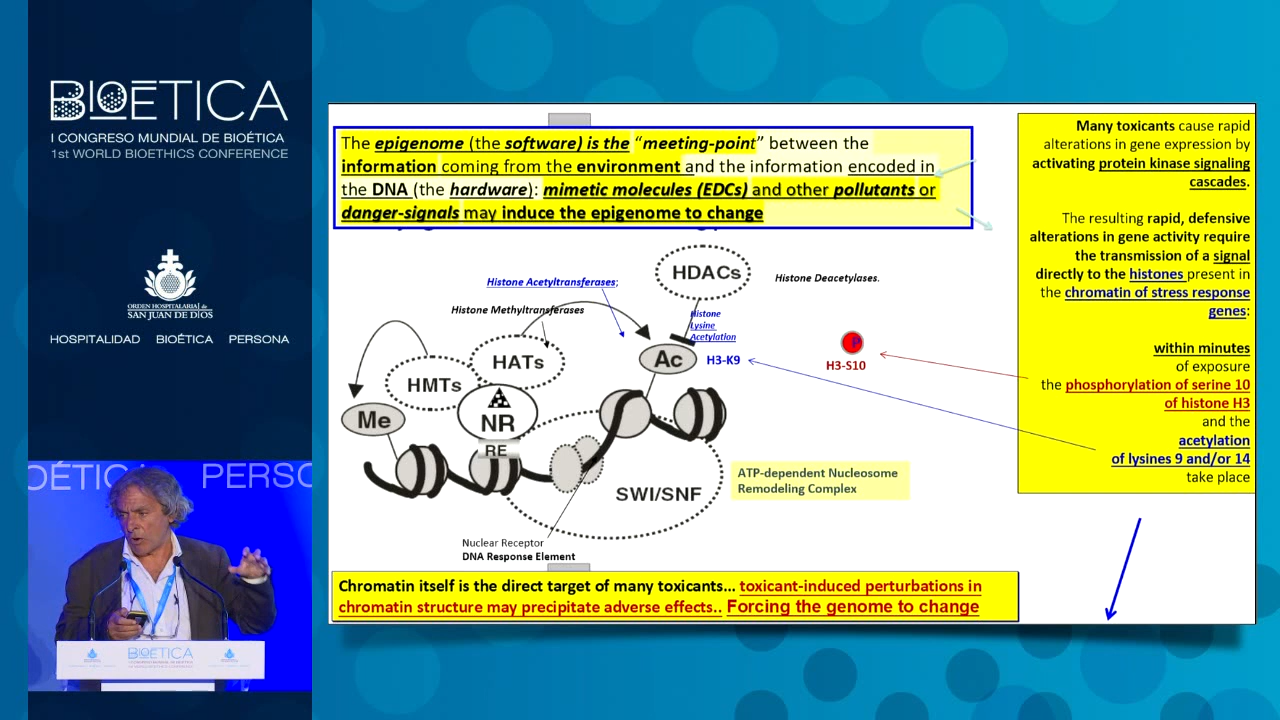 BIOETICA
I CONGRESO MUNDIAL DE BIOÉTICA
1st WORLD BIOETHICS CONFERENCE
ORDEN HOSPITALARIA de
SAN JUAN DE DIOS
HOSPITALIDAD BIOÉTICA PERSONA
OÉTICA PERSO
BIOETICA
The epigenome (the software) is the “meeting-point” between the
information coming from the environment and the information encoded in
the DNA (the hardware): mimetic molecules (EDCs) and other pollutants or
danger-signals may induce the epigenome to change
Histone Acetyltransferases;
Histone Methyltransferases
HDACs
Histone Deacetylases.
Histone
Lysine
Acetylation
HMTs
HATs
Ac
H3-K9
P
H3-S10
Me
NR
RE
SWI/SNF
ATP-dependent Nucleosome
Remodeling Complex
Nuclear Receptor
DNA Response Element
Many toxicants cause rapid
alterations in gene expression by
activating protein kinase signaling
cascades.
The resulting rapid, defensive
alterations in gene activity require
the transmission of a signal
directly to the histones present in
the chromatin of stress response
genes:
within minutes
of exposure
the phosphorylation of serine 10
of histone H3
and the
acetylation
of lysines 9 and/or 14
take place
Chromatin itself is the direct target of many toxicants... toxicant-induced perturbations in
chromatin structure may precipitate adverse effects.. Forcing the genome to change